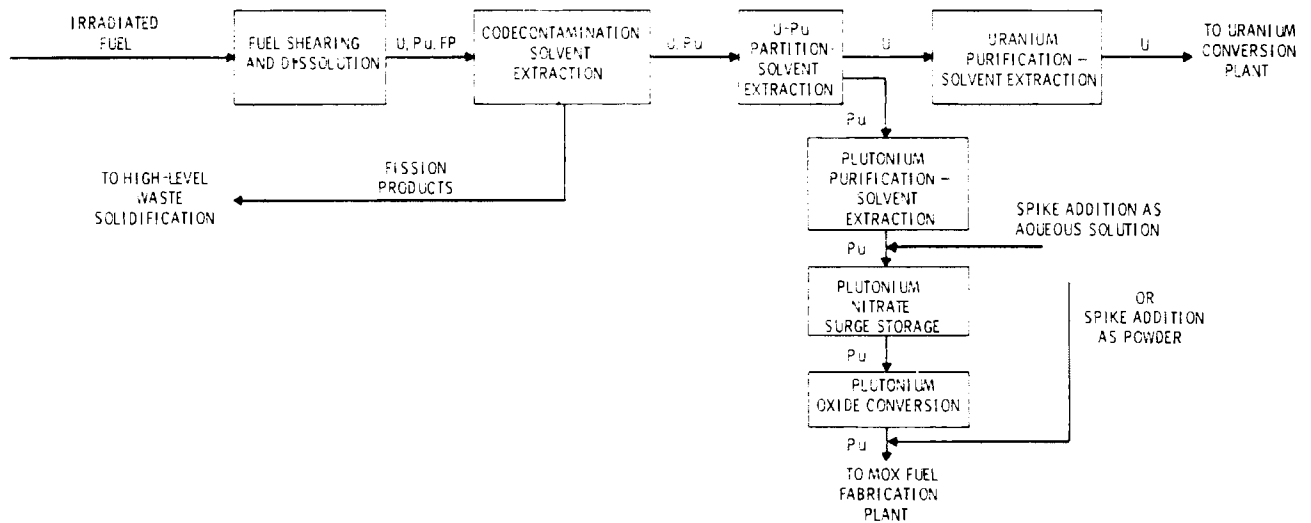 IRRADIATED
FUEL
FUEL SHEARING
AND DISSOLUTION
U, Pu, FP
CODECONTAMINATION
SOLVENT
EXTRACTION
U, Pu
U-Pu
PARTITION-
SOLVENT
EXTRACTION
U
URANIUM
PURIFICATION –
SOLVENT EXTRACTION
U
TO URANIUM
CONVERSION
PLANT
Pu
FISSION
PRODUCTS
TO HIGH-LEVEL
WASTE
SOLIDIFICATION
PLUTONIUM
PURIFICATION –
SOLVENT
EXTRACTION
Pu
SPIKE ADDITION AS
AQUEOUS SOLUTION
PLUTONIUM
NITRATE
SURGE STORAGE
OR
SPIKE ADDITION
AS POWDER
Pu
PLUTONIUM
OXIDE CONVERSION
Pu
TO MOX FUEL
FABRICATION
PLANT